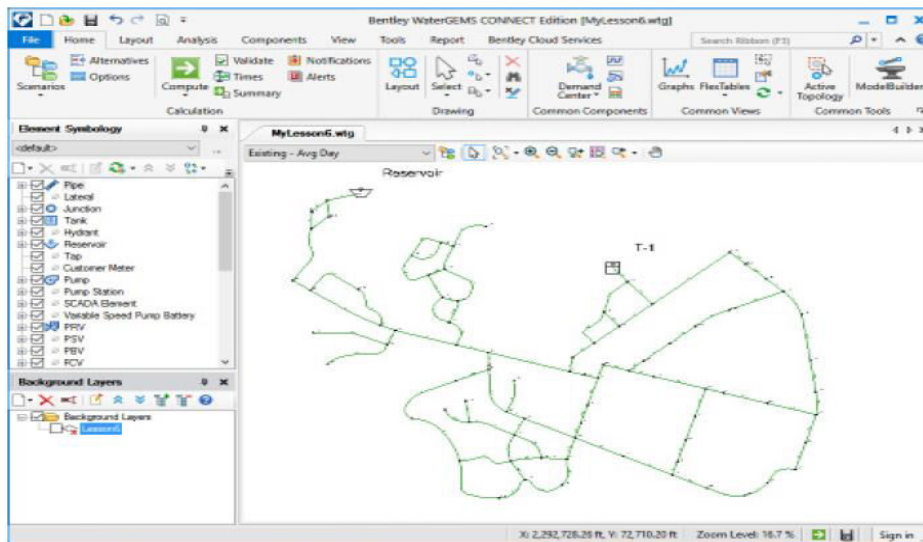 Bentley WaterGEMS CONNECT Edition [MyLesson6.wtg]
File Home Layout Analysis Components View Tools Report Bentley Cloud Services Search Ribbon (F3)
Scenarios
Alternatives
Options
Compute
Validate
Times
Summary
Notifications
Alerts
Calculation
Layout
Select
Drawing
Demand Center
Common Components
Graphs
FlexTables
Common Views
Active Topology
ModelBuilder
Common Tools
Element Symbology
<default>
Pipe
Lateral
Junction
Tank
Hydrant
Reservoir
Tap
Customer Meter
Pump
Pump Station
SCADA Element
Variable Speed Pump Battery
PRV
PSV
PBV
FCV
Background Layers
Background Layers
Lesson6
MyLesson6.wtg
Existing - Avg Day
Reservoir
T-1
X: 2,292,728.26 ft, Y: 72,710.20 ft Zoom Level: 16.7 % Sign in